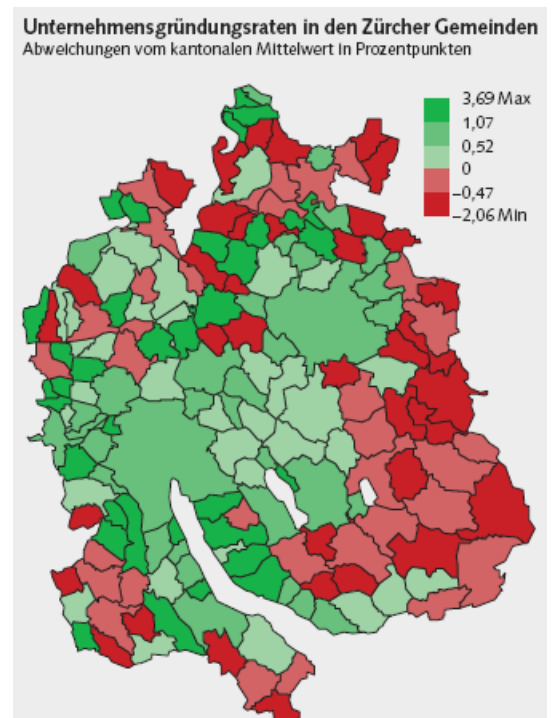 Unternehmensgründungsraten in den Zürcher Gemeinden
Abweichungen vom kantonalen Mittelwert in Prozentpunkten
3,69 Max
1,07
0,52
0
−0,47
−2,06 Min